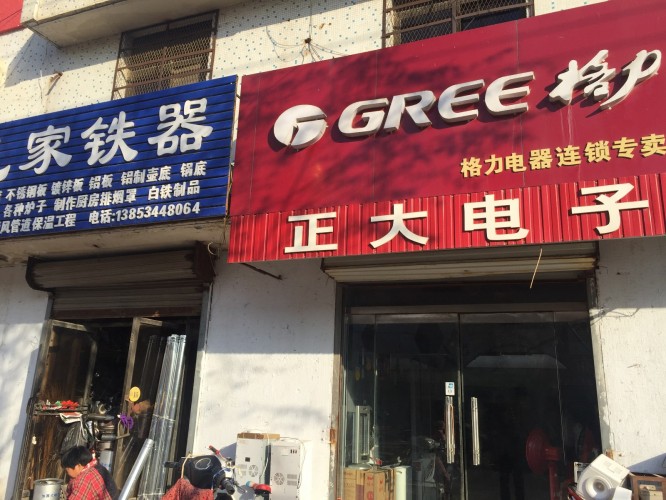 家铁器
不锈钢板 镀锌板 铝板 铝制壶底 锅底
各种炉子 制作厨房排烟罩 白铁制品
风管道 保温工程 电话:13853448064
GREE 格力
格力电器连锁专卖
正大电子